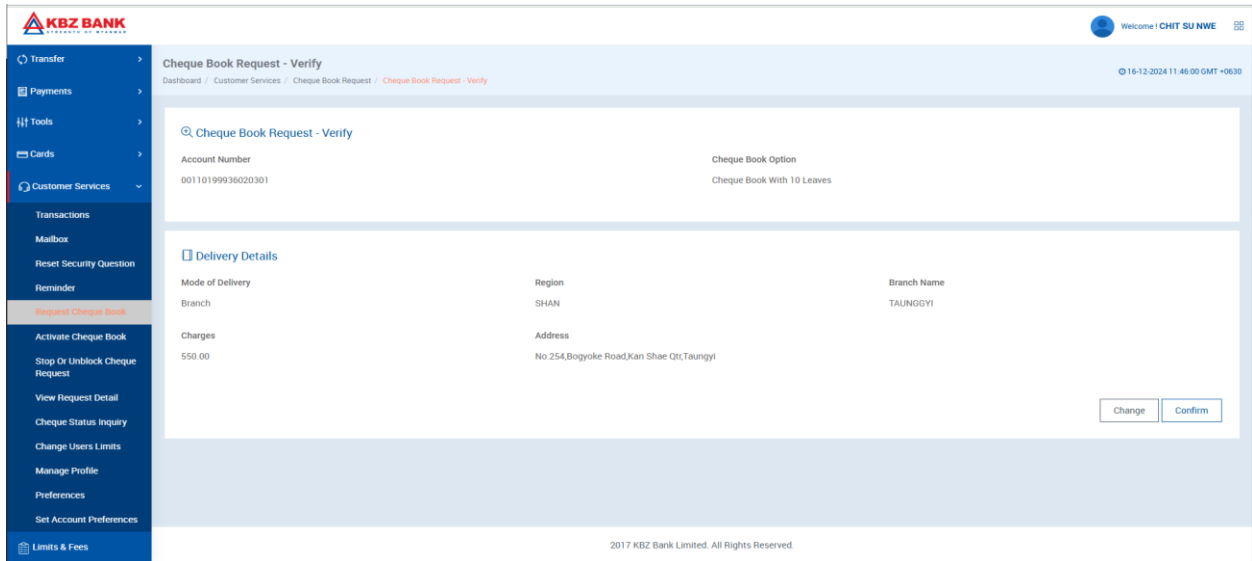 KBZ BANK
STRENGTH OF MYANMAR
Welcome ! CHIT SU NWE
Transfer
Payments
Tools
Cards
Customer Services
Transactions
Mailbox
Reset Security Question
Reminder
Request Cheque Book
Activate Cheque Book
Stop Or Unblock Cheque
Request
View Request Detail
Cheque Status Inquiry
Change Users Limits
Manage Profile
Preferences
Set Account Preferences
Limits & Fees
Cheque Book Request - Verify
Dashboard / Customer Services / Cheque Book Request / Cheque Book Request - Verify
16-12-2024 11:46:00 GMT +0630
Cheque Book Request - Verify
Account Number Cheque Book Option
00110199936020301 Cheque Book With 10 Leaves
Delivery Details
Mode of Delivery Region Branch Name
Branch SHAN TAUNGGYI
Charges Address
550.00 No.254,Bogyoke Road,Kan Shae Qtr,Taungyi
Change Confirm
2017 KBZ Bank Limited. All Rights Reserved.